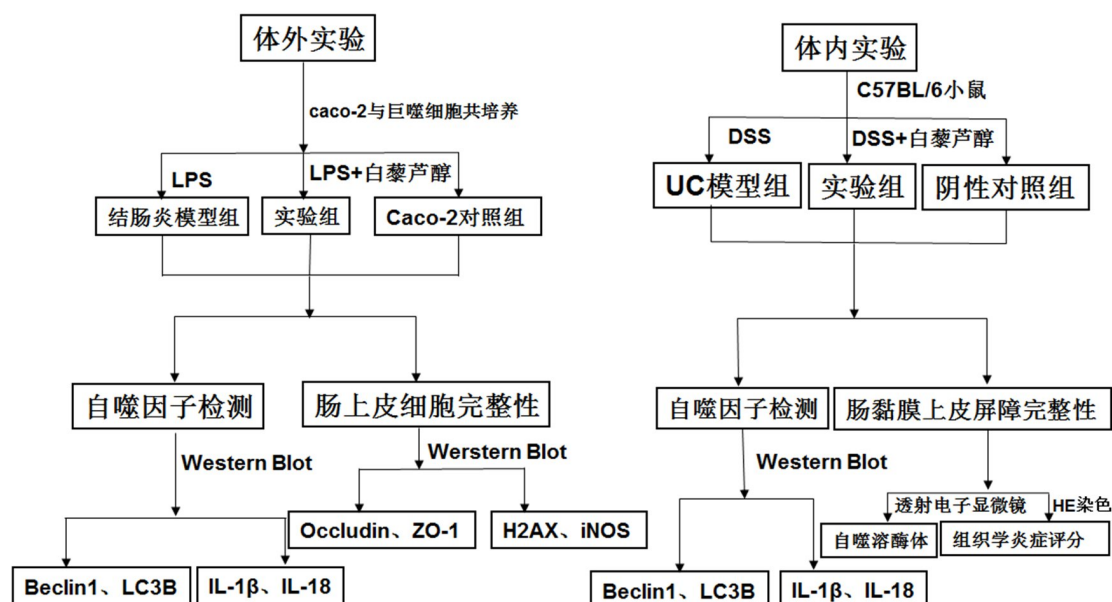 体外实验
caco-2与巨噬细胞共培养
LPS
LPS+白藜芦醇
结肠炎模型组
实验组
Caco-2对照组
自噬因子检测
肠上皮细胞完整性
Western Blot
Werstern Blot
Occludin、ZO-1
H2AX、iNOS
Beclin1、LC3B
IL-1β、IL-18
体内实验
C57BL/6小鼠
DSS
DSS+白藜芦醇
UC模型组
实验组
阴性对照组
自噬因子检测
肠黏膜上皮屏障完整性
Western Blot
透射电子显微镜
HE染色
自噬溶酶体
组织学炎症评分
Beclin1、LC3B
IL-1β、IL-18